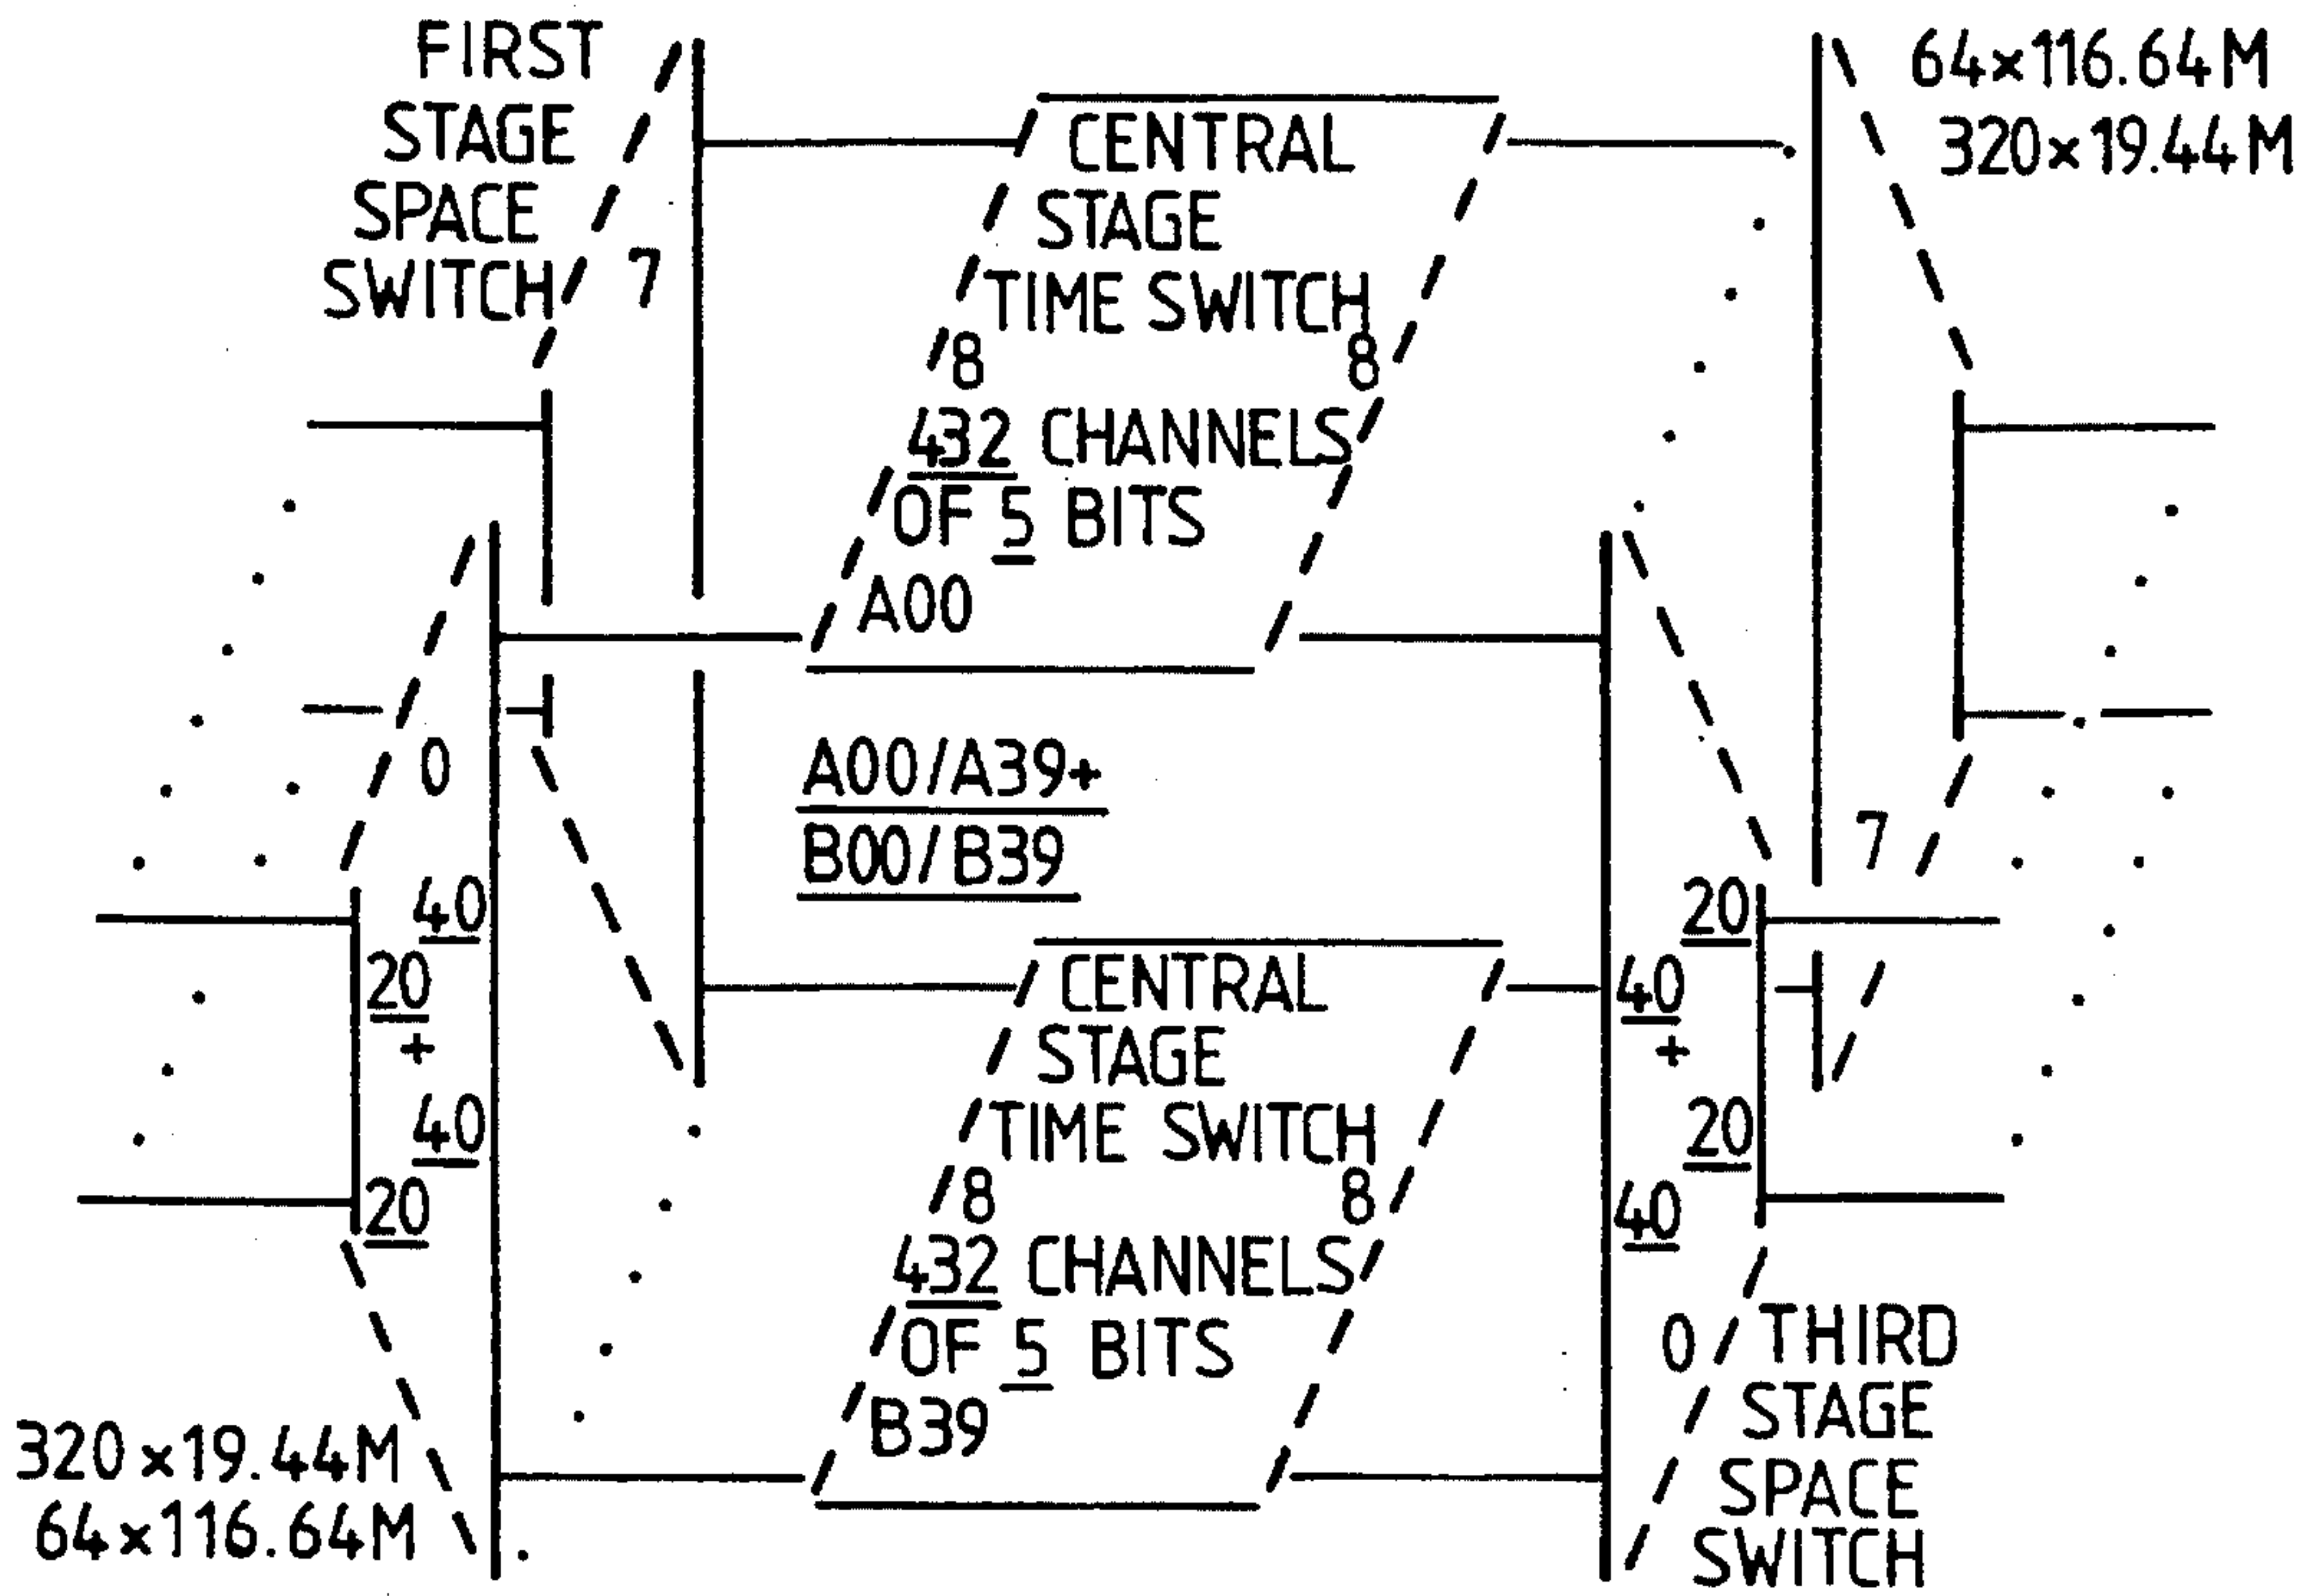 FIRST
STAGE
SPACE
SWITCH
7
CENTRAL
STAGE
TIME SWITCH
8 8
432 CHANNELS
OF 5 BITS
A00
64×116.64M
320×19.44M
0
A00/A39+
B00/B39
40
20
+
40
20
CENTRAL
STAGE
TIME SWITCH
8 8
432 CHANNELS
OF 5 BITS
B39
7
20
40
+
20
40
0 THIRD
STAGE
SPACE
SWITCH
320×19.44M
64×116.64M